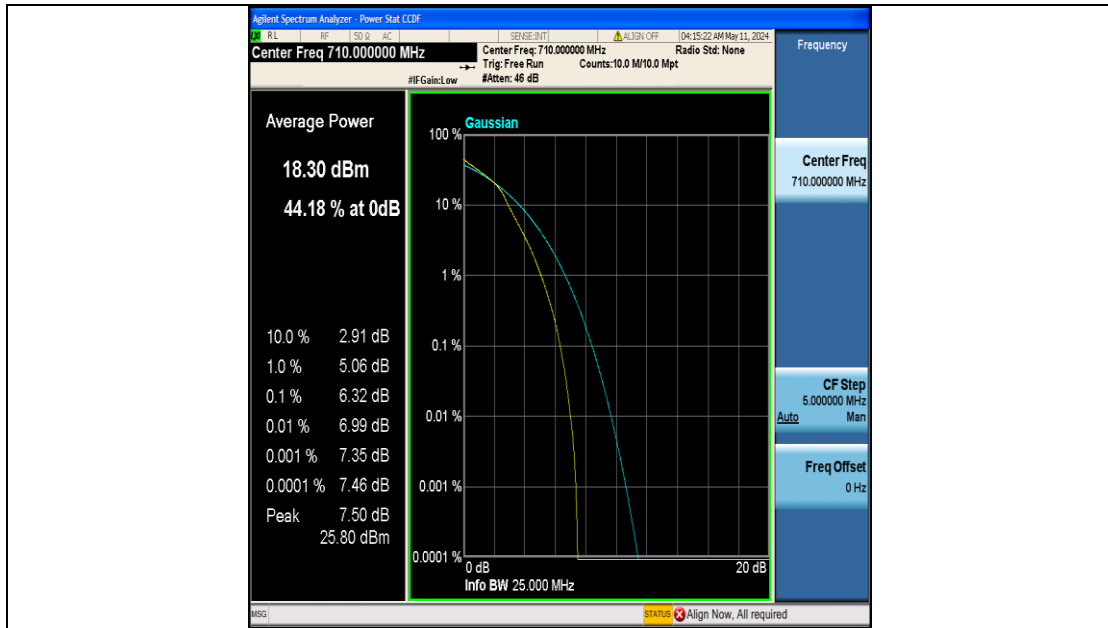 Agilent Spectrum Analyzer - Power Stat CCDF
RL RF 50 Ω AC SENSE:INT ALIGN OFF 04:15:22 AM May 11, 2024
Center Freq 710.000000 MHz
Center Freq: 710.000000 MHz Radio Std: None
Trig: Free Run Counts:10.0 M/10.0 Mpt
#IFGain:Low #Atten: 46 dB
Average Power
18.30 dBm
44.18 % at 0dB
10.0 % 2.91 dB
1.0 % 5.06 dB
0.1 % 6.32 dB
0.01 % 6.99 dB
0.001 % 7.35 dB
0.0001 % 7.46 dB
Peak 7.50 dB
25.80 dBm
Gaussian
100 %
10 %
1 %
0.1 %
0.01 %
0.001 %
0.0001 %
0 dB 20 dB
Info BW 25.000 MHz
Frequency
Center Freq
710.000000 MHz
CF Step
5.000000 MHz
Auto Man
Freq Offset
0 Hz
MSG STATUS Align Now, All required